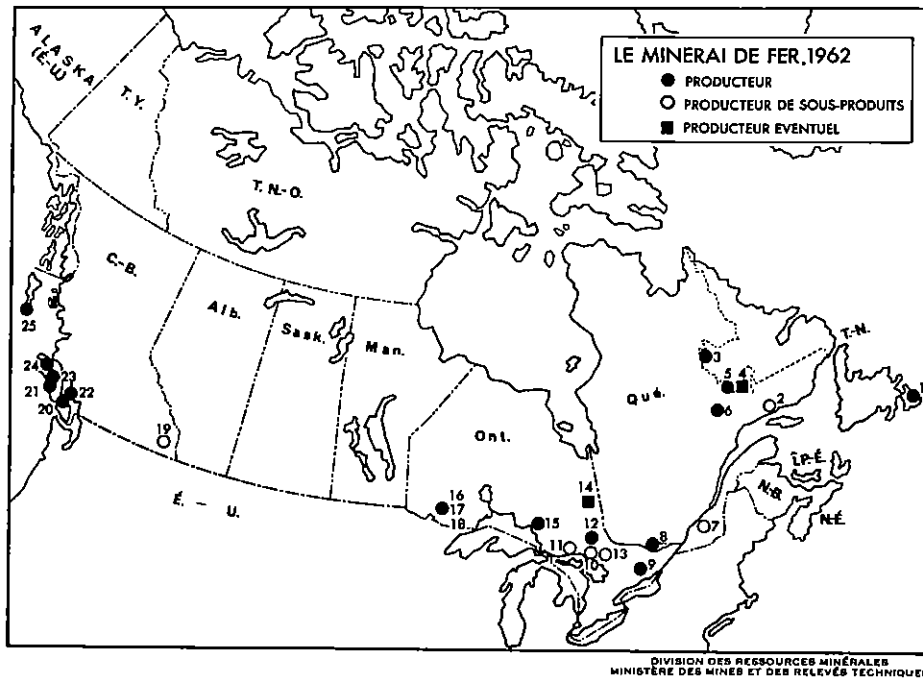 LE MINERAI DE FER, 1962
PRODUCTEUR
PRODUCTEUR DE SOUS-PRODUITS
PRODUCTEUR EVENTUEL
ALASKA
(É-U)
T.Y.
T.N.-O.
C.-B.
Alb.
Sask.
Man.
Ont.
Qué.
T.-N.
Î.P.-É.
N.-B.
N.-É.
É. – U.
1
2
3
4
5
6
7
8
9
10
11
12
13
14
15
16
17
18
19
20
21
22
23
24
25
DIVISION DES RESSOURCES MINÉRALES
MINISTÈRE DES MINES ET DES RELEVÉS TECHNIQUES